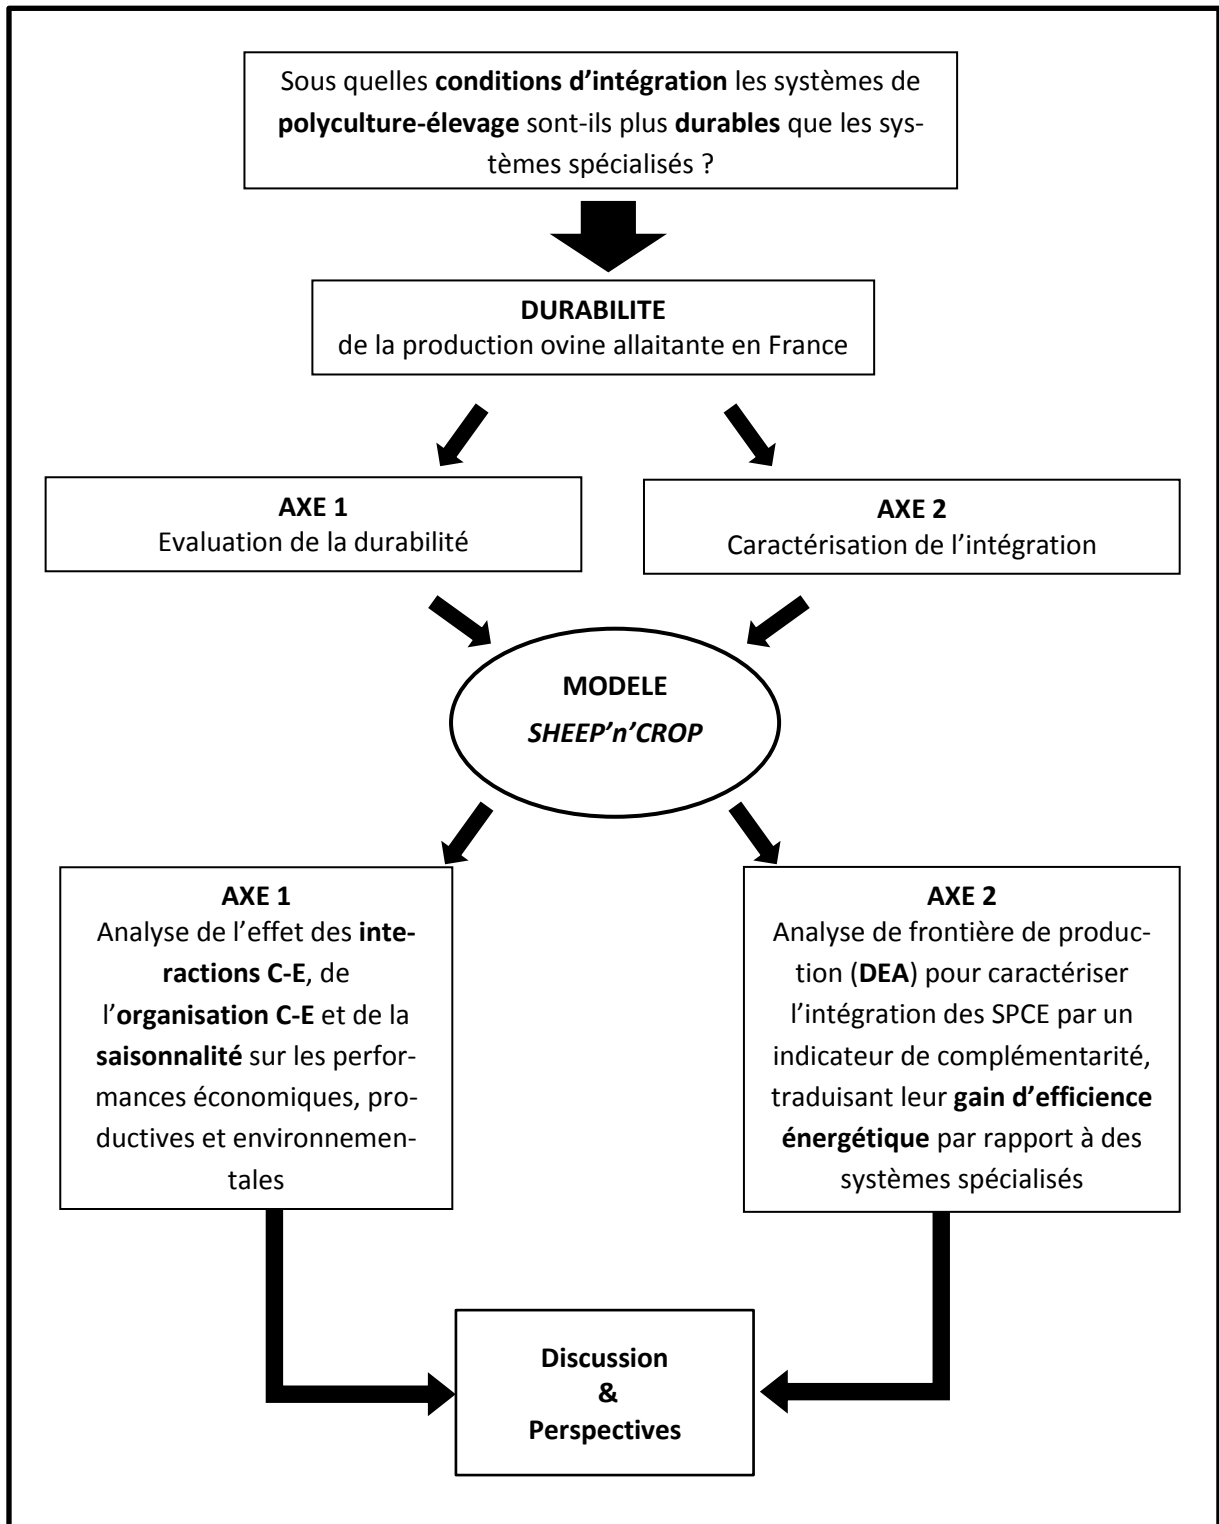 Sous quelles conditions d’intégration les systèmes de
polyculture-élevage sont-ils plus durables que les sys-
tèmes spécialisés ?
DURABILITE
de la production ovine allaitante en France
AXE 1
Evaluation de la durabilité
AXE 2
Caractérisation de l’intégration
MODELE
SHEEP’n’CROP
AXE 1
Analyse de l’effet des inte-
ractions C-E, de
l’organisation C-E et de la
saisonnalité sur les perfor-
mances économiques, pro-
ductives et environnemen-
tales
AXE 2
Analyse de frontière de produc-
tion (DEA) pour caractériser
l’intégration des SPCE par un
indicateur de complémentarité,
traduisant leur gain d’efficience
énergétique par rapport à des
systèmes spécialisés
Discussion
&
Perspectives